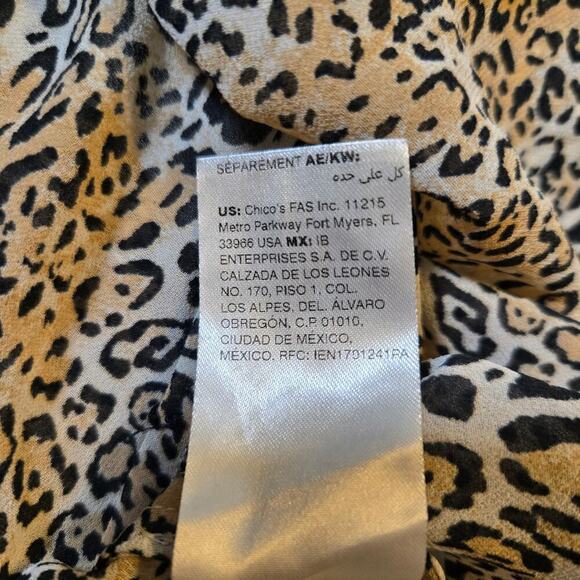 SÉPAREMENT AE/KW:
كل على حده
US: Chico's FAS Inc. 11215
Metro Parkway Fort Myers, FL
33966 USA MX: IB
ENTERPRISES S.A. DE C.V.
CALZADA DE LOS LEONES
NO. 170, PISO 1, COL.
LOS ALPES, DEL. ÁLVARO
OBREGÓN, C.P. 01010,
CIUDAD DE MÉXICO,
MÉXICO. RFC: IEN1701241PA